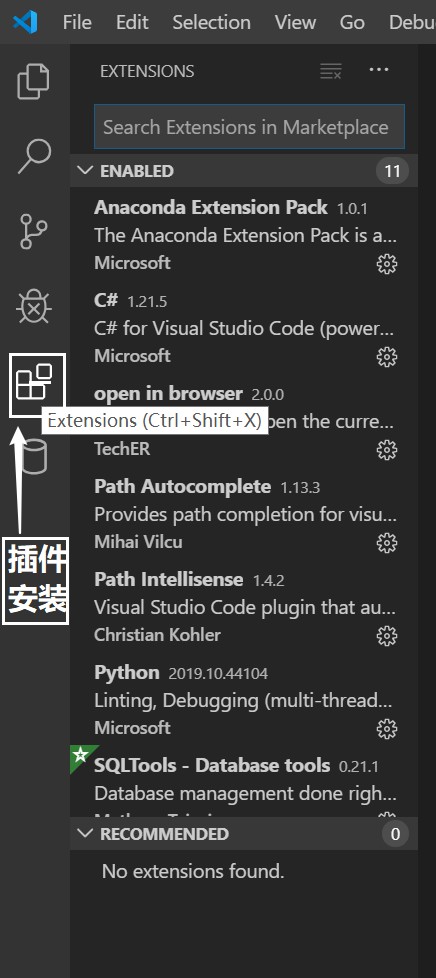 File Edit Selection View Go Debu
EXTENSIONS
Search Extensions in Marketplace
ENABLED 11
Anaconda Extension Pack 1.0.1
The Anaconda Extension Pack is a...
Microsoft
C# 1.21.5
C# for Visual Studio Code (power...
Microsoft
open in browser 2.0.0
Extensions (Ctrl+Shift+X) pen the curre...
TechER
Path Autocomplete 1.13.3
Provides path completion for visu...
Mihai Vilcu
插件
安装
Path Intellisense 1.4.2
Visual Studio Code plugin that au...
Christian Kohler
Python 2019.10.44104
Linting, Debugging (multi-thread...
Microsoft
SQLTools - Database tools 0.21.1
Database management done righ...
RECOMMENDED 0
No extensions found.